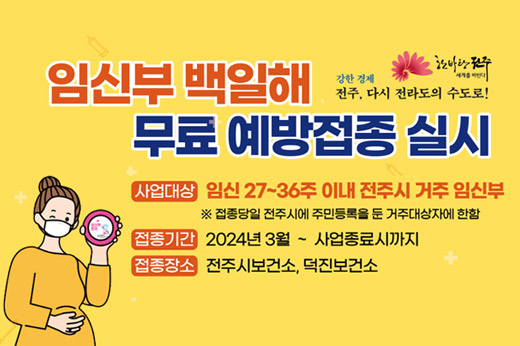 한바탕전주
세계를 비빈다
강한 경제
전주, 다시 전라도의 수도로!
임신부 백일해
무료 예방접종 실시
사업대상 임신 27~36주 이내 전주시 거주 임신부
※ 접종당일 전주시에 주민등록을 둔 거주대상자에 한함
접종기간 2024년 3월 ~ 사업종료시까지
접종장소 전주시보건소, 덕진보건소